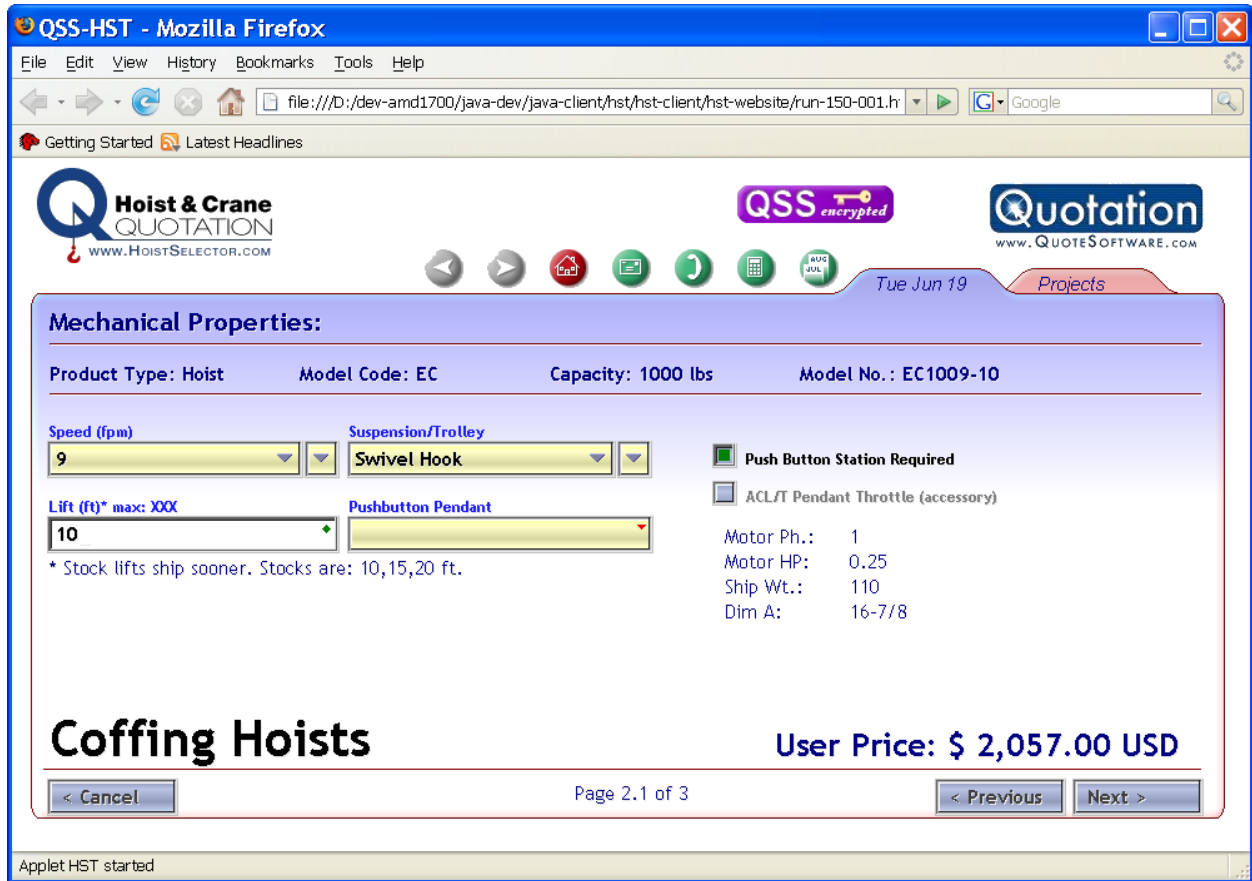 QSS-HST - Mozilla Firefox
File Edit View History Bookmarks Tools Help
file:///D:/dev-amd1700/java-dev/java-client/hst/hst-client/hst-website/run-150-001.h
G Google
Getting Started Latest Headlines
Hoist & Crane
QUOTATION
WWW.HOISTSELECTOR.COM
QSS encrypted
Quotation
WWW.QUOTESOFTWARE.COM
AUG
JUL
Tue Jun 19 Projects
Mechanical Properties:
Product Type: Hoist Model Code: EC Capacity: 1000 lbs Model No.: EC1009-10
Speed (fpm) Suspension/Trolley
9 Swivel Hook
Push Button Station Required
ACL/T Pendant Throttle (accessory)
Lift (ft)* max: XXX Pushbutton Pendant
10
* Stock lifts ship sooner. Stocks are: 10,15,20 ft.
Motor Ph.: 1
Motor HP: 0.25
Ship Wt.: 110
Dim A: 16-7/8
Coffing Hoists
User Price: $ 2,057.00 USD
< Cancel Page 2.1 of 3 < Previous Next >
Applet HST started